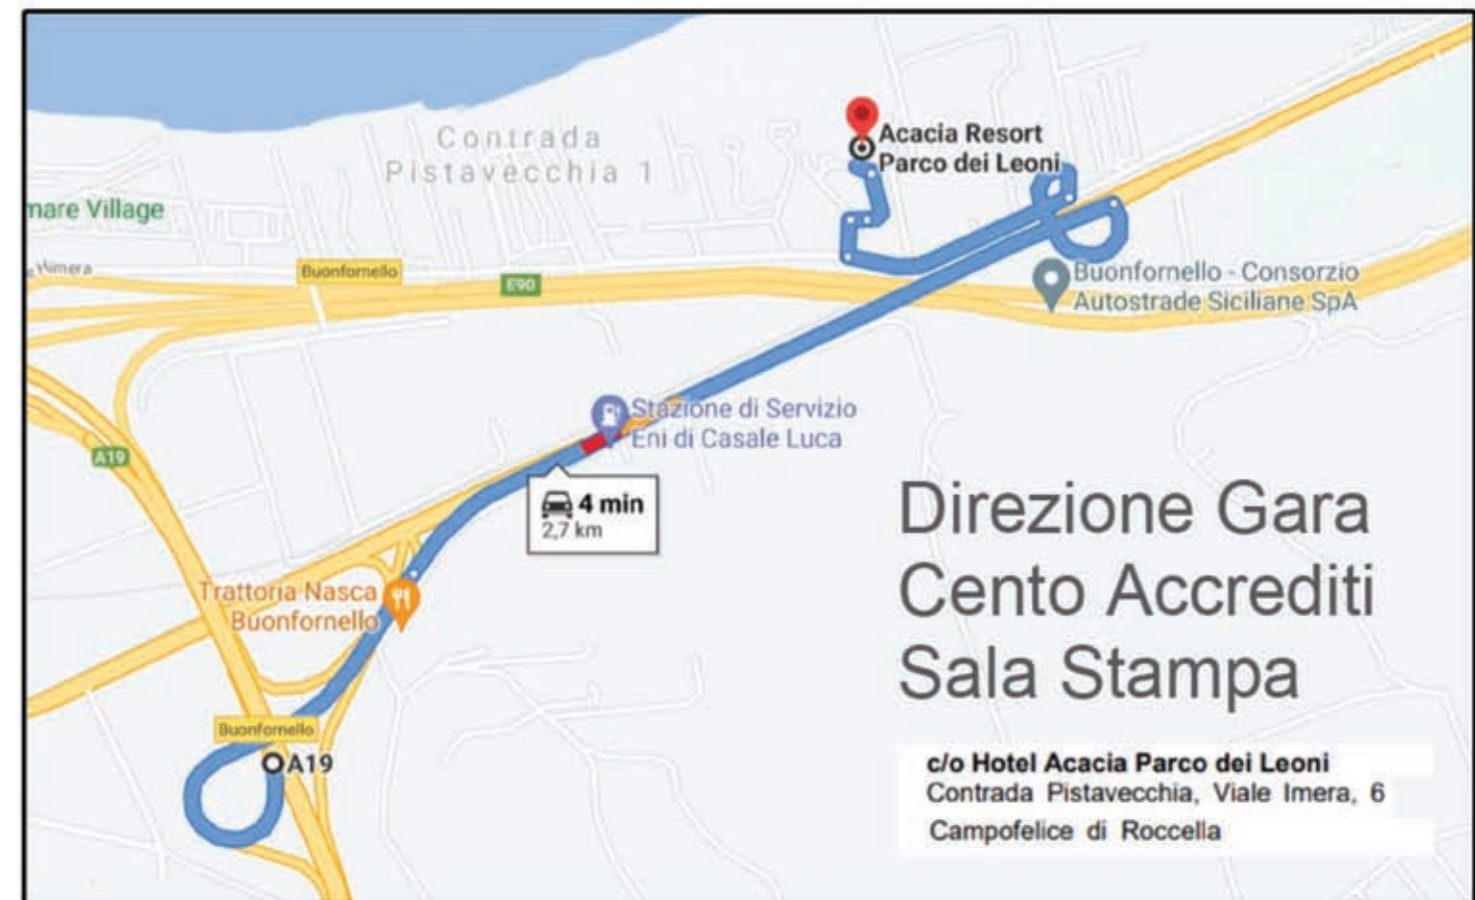 Contrada
Pistavecchia 1
Acacia Resort
Parco dei Leoni
mare Village
Himera
Buonfornello
E90
Buonfornello - Consorzio
Autostrade Siciliane SpA
Stazione di Servizio
Eni di Casale Luca
A19
4 min
2,7 km
Trattoria Nasca
Buonfornello
Buonfornello
A19
Direzione Gara
Cento Accrediti
Sala Stampa
c/o Hotel Acacia Parco dei Leoni
Contrada Pistavecchia, Viale Imera, 6
Campofelice di Roccella